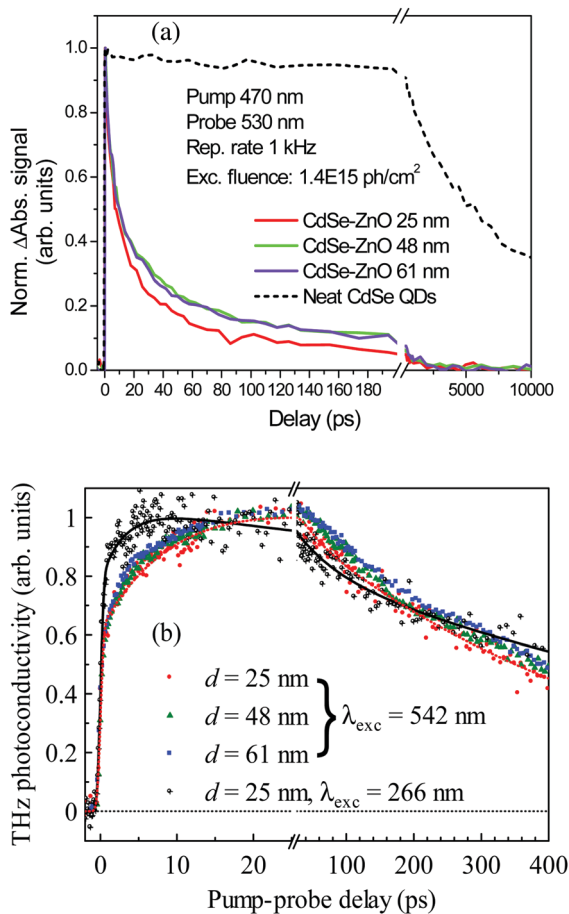 (a)
1.0
0.8
0.6
0.4
0.2
0.0
Norm. ΔAbs. signal
(arb. units)
Pump 470 nm
Probe 530 nm
Rep. rate 1 kHz
Exc. fluence: 1.4E15 ph/cm²
CdSe-ZnO 25 nm
CdSe-ZnO 48 nm
CdSe-ZnO 61 nm
Neat CdSe QDs
0 20 40 60 80 100 120 140 160 180 5000 10000
Delay (ps)
THz photoconductivity (arb. units)
1
0.8
0.6
0.4
0.2
0
(b)
d = 25 nm
d = 48 nm
d = 61 nm
λexc = 542 nm
d = 25 nm, λexc = 266 nm
0 10 20 100 200 300 400
Pump-probe delay (ps)